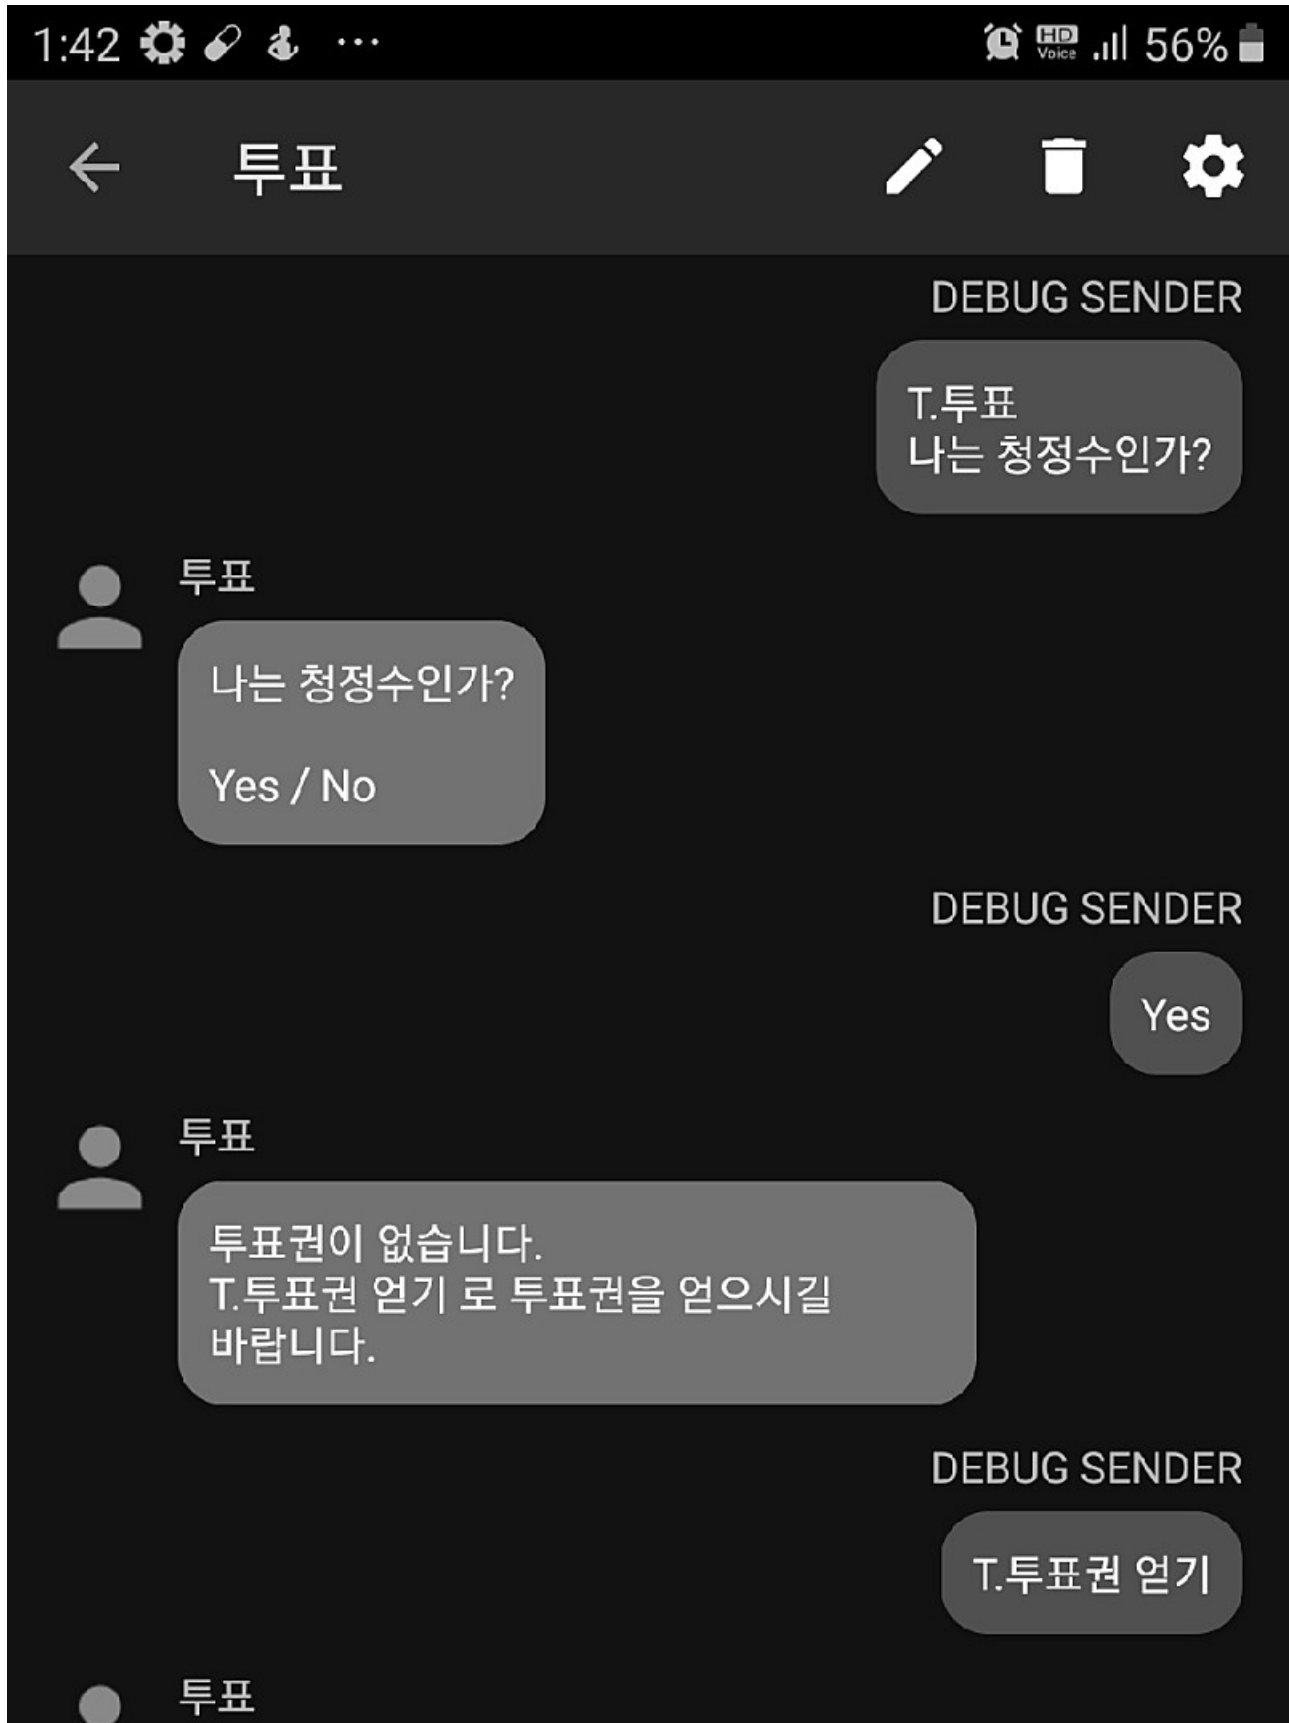 1:42 ... HD Voice 56%
투표
DEBUG SENDER
T.투표
나는 청정수인가?
투표
나는 청정수인가?
Yes / No
DEBUG SENDER
Yes
투표
투표권이 없습니다.
T.투표권 얻기 로 투표권을 얻으시길
바랍니다.
DEBUG SENDER
T.투표권 얻기
투표